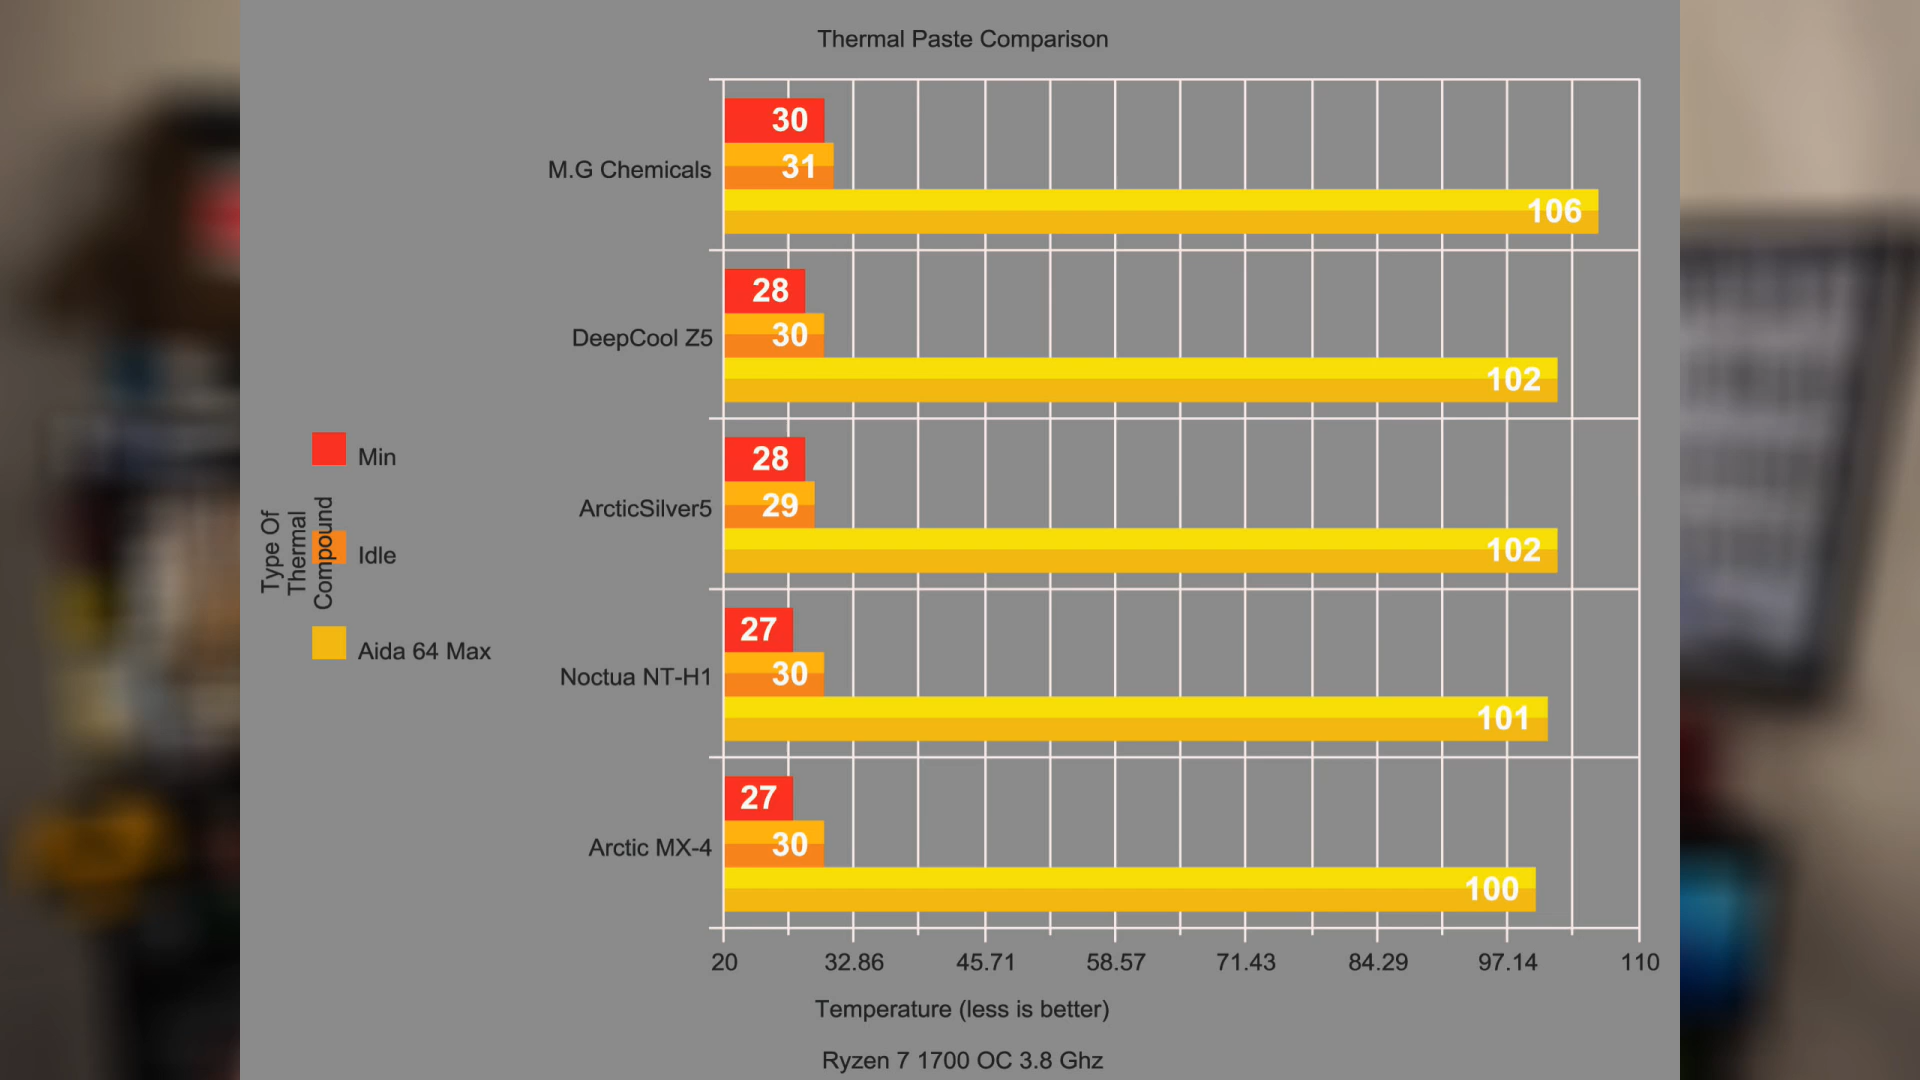 Thermal Paste Comparison
M.G Chemicals
30
31
106
DeepCool Z5
28
30
102
ArcticSilver5
28
29
102
Noctua NT-H1
27
30
101
Arctic MX-4
27
30
100
Type Of
Thermal
Compound
Min
Idle
Aida 64 Max
20 32.86 45.71 58.57 71.43 84.29 97.14 110
Temperature (less is better)
Ryzen 7 1700 OC 3.8 Ghz